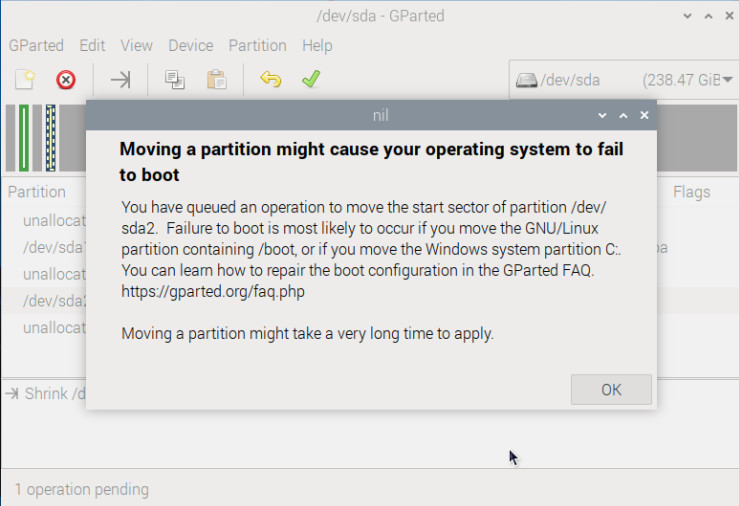 /dev/sda - GParted
GParted Edit View Device Partition Help
/dev/sda (238.47 GiB
nil
Moving a partition might cause your operating system to fail
to boot
Partition
Flags
You have queued an operation to move the start sector of partition /dev/
sda2. Failure to boot is most likely to occur if you move the GNU/Linux
partition containing /boot, or if you move the Windows system partition C:.
You can learn how to repair the boot configuration in the GParted FAQ.
https://gparted.org/faq.php
Moving a partition might take a very long time to apply.
OK
unallocat
/dev/sda
unallocat
/dev/sda2
unallocat
Shrink /d
1 operation pending